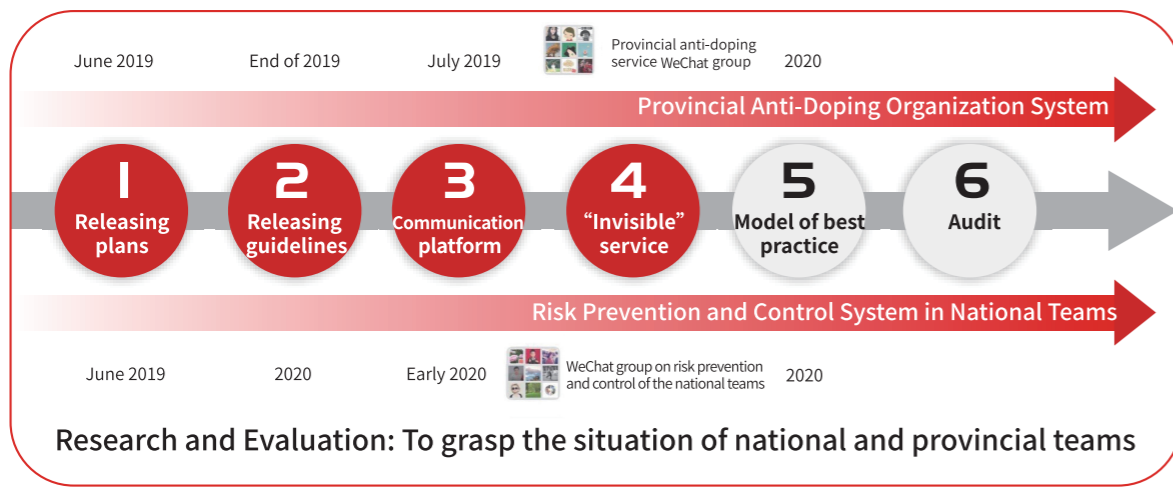 June 2019
End of 2019
July 2019
Provincial anti-doping
service WeChat group
2020
Provincial Anti-Doping Organization System
1
Releasing
plans
2
Releasing
guidelines
3
Communication
platform
4
“Invisible”
service
5
Model of best
practice
6
Audit
Risk Prevention and Control System in National Teams
June 2019
2020
Early 2020
WeChat group on risk prevention
and control of the national teams
2020
Research and Evaluation: To grasp the situation of national and provincial teams